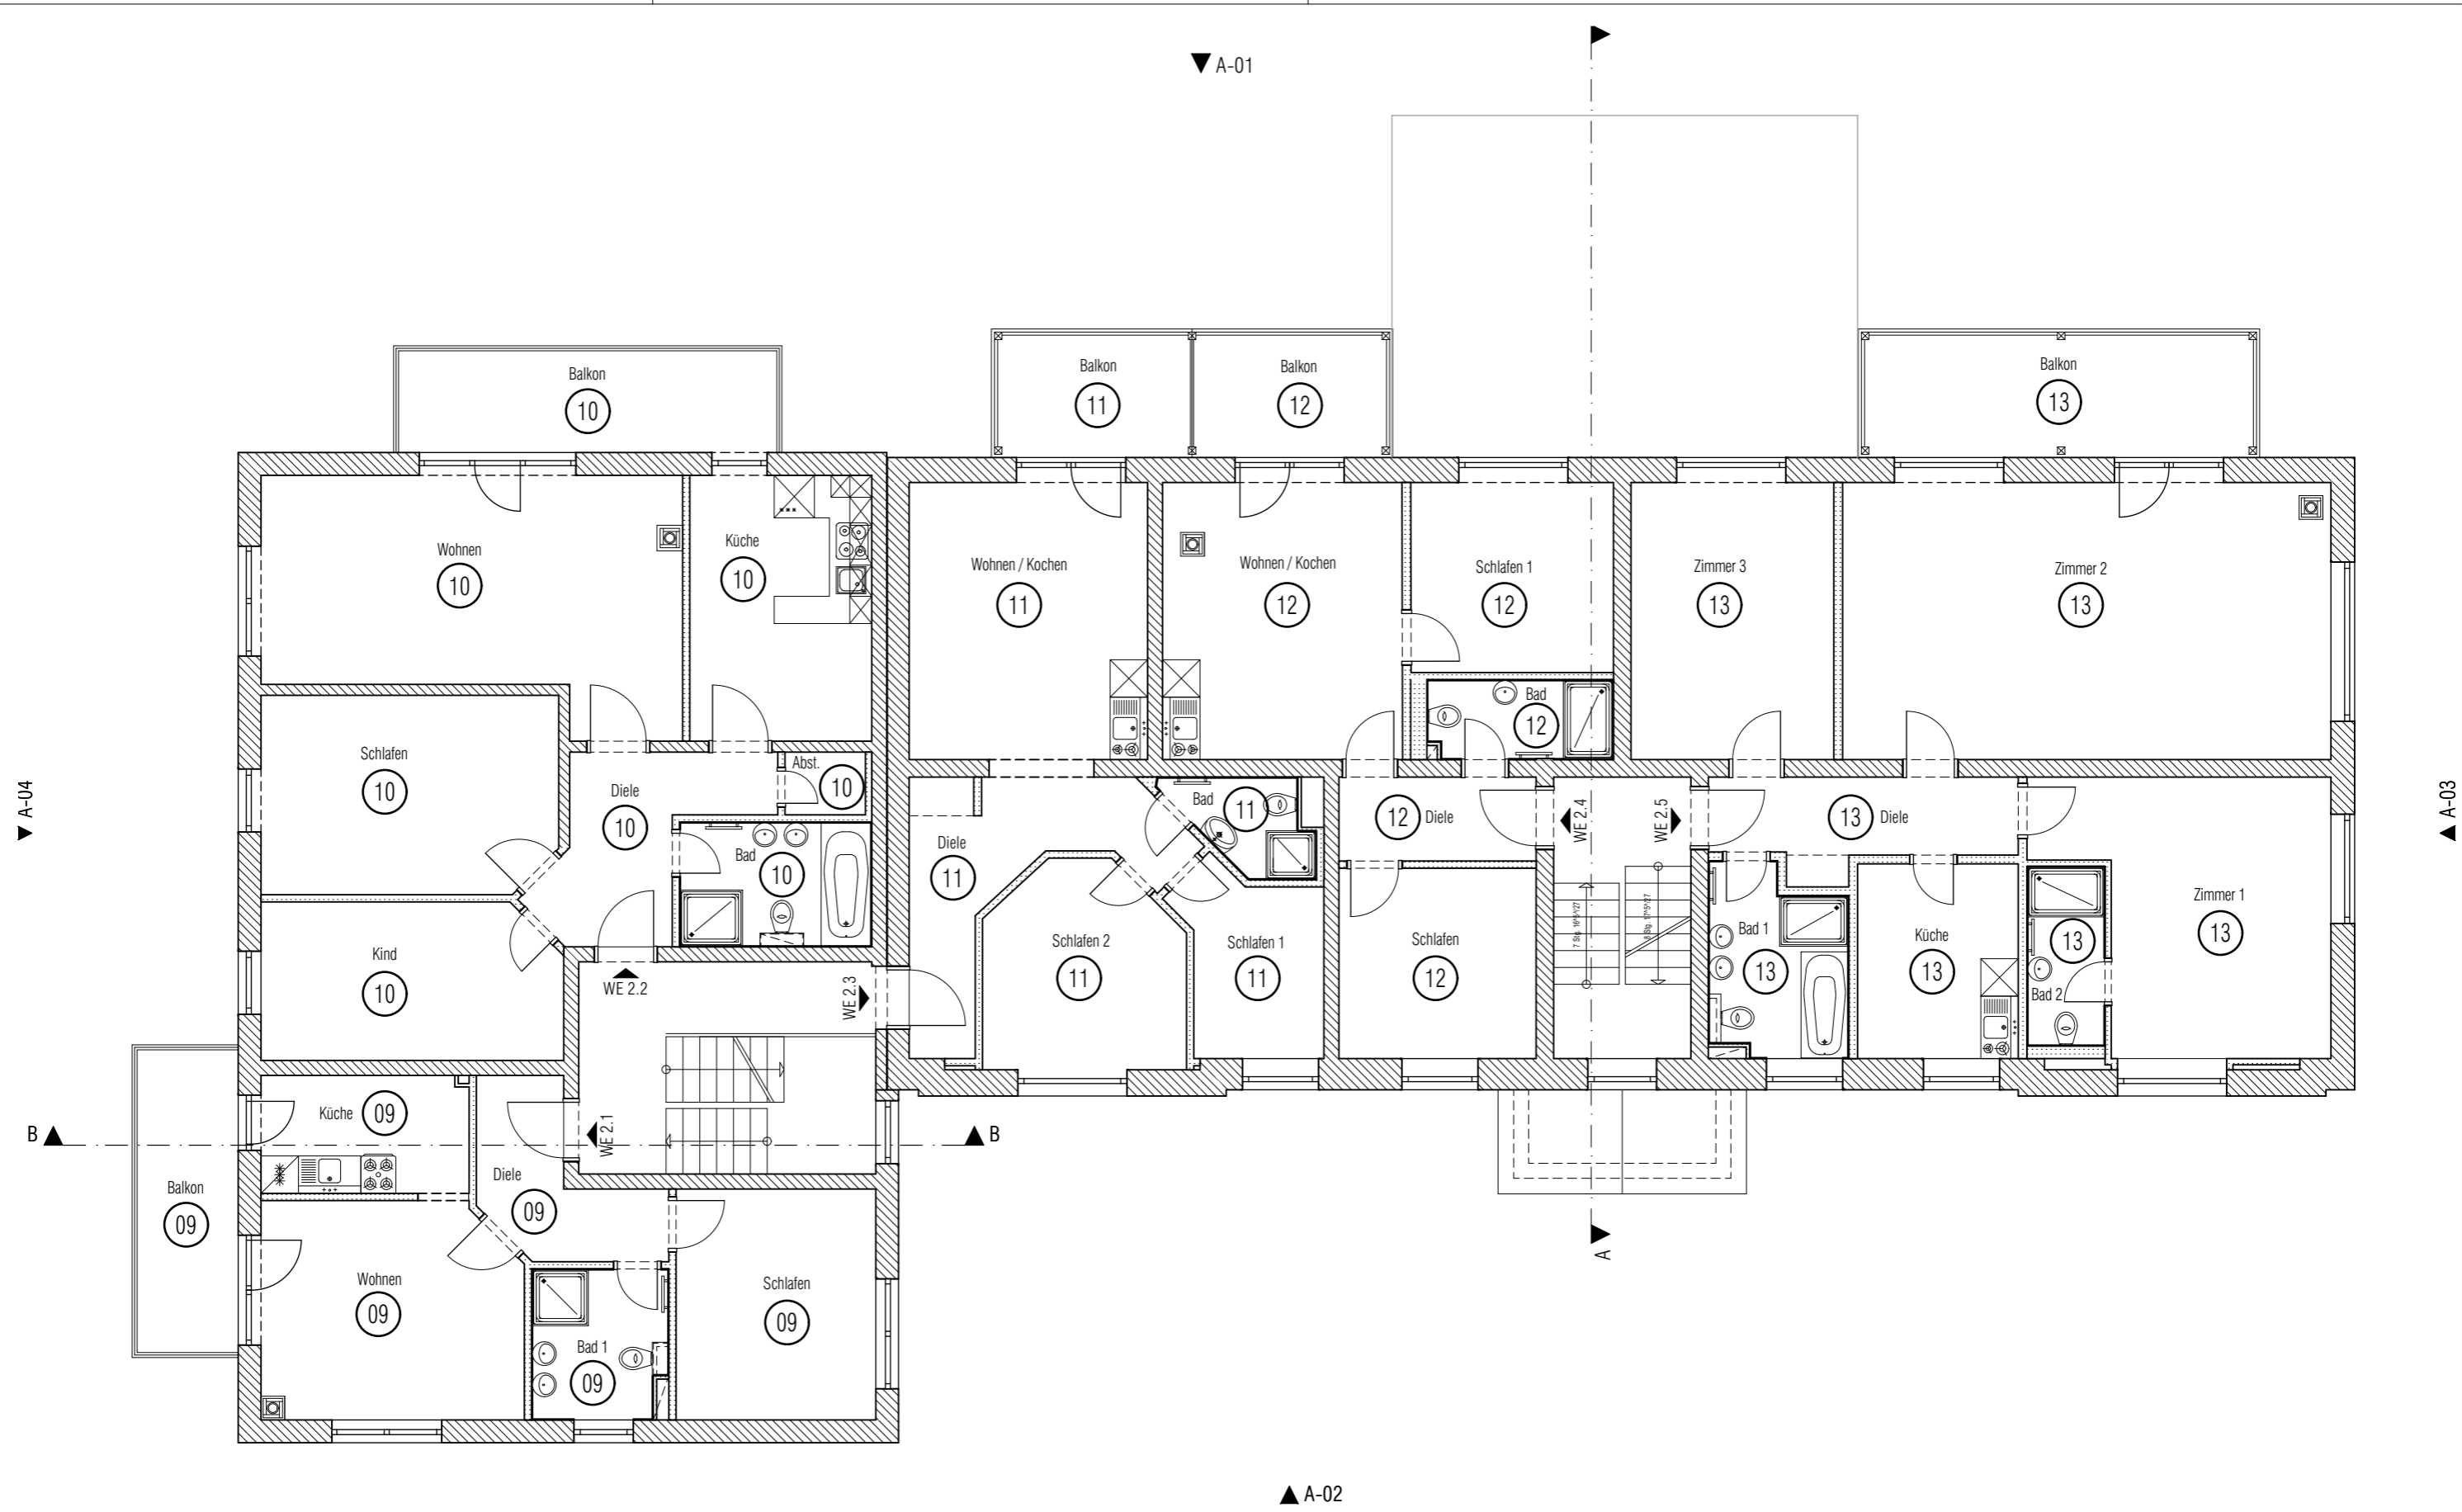 A-01
Balkon
10
Balkon
11
Balkon
12
Balkon
13
Wohnen
10
Küche
10
Wohnen / Kochen
11
Wohnen / Kochen
12
Schlafen 1
12
Zimmer 3
13
Zimmer 2
13
Bad
12
Schlafen
10
Abst.
10
Diele
10
Bad
10
Bad
11
Diele
11
12 Diele
WE 2.4
WE 2.5
13 Diele
A-04
A-03
Kind
10
WE 2.2
WE 2.3
Schlafen 2
11
Schlafen 1
11
Schlafen
12
Bad 1
13
Küche
13
13
Bad 2
Zimmer 1
13
Küche 09
WE 2.1
B
B
Diele
09
Balkon
09
A
Wohnen
09
Bad 1
09
Schlafen
09
A-02